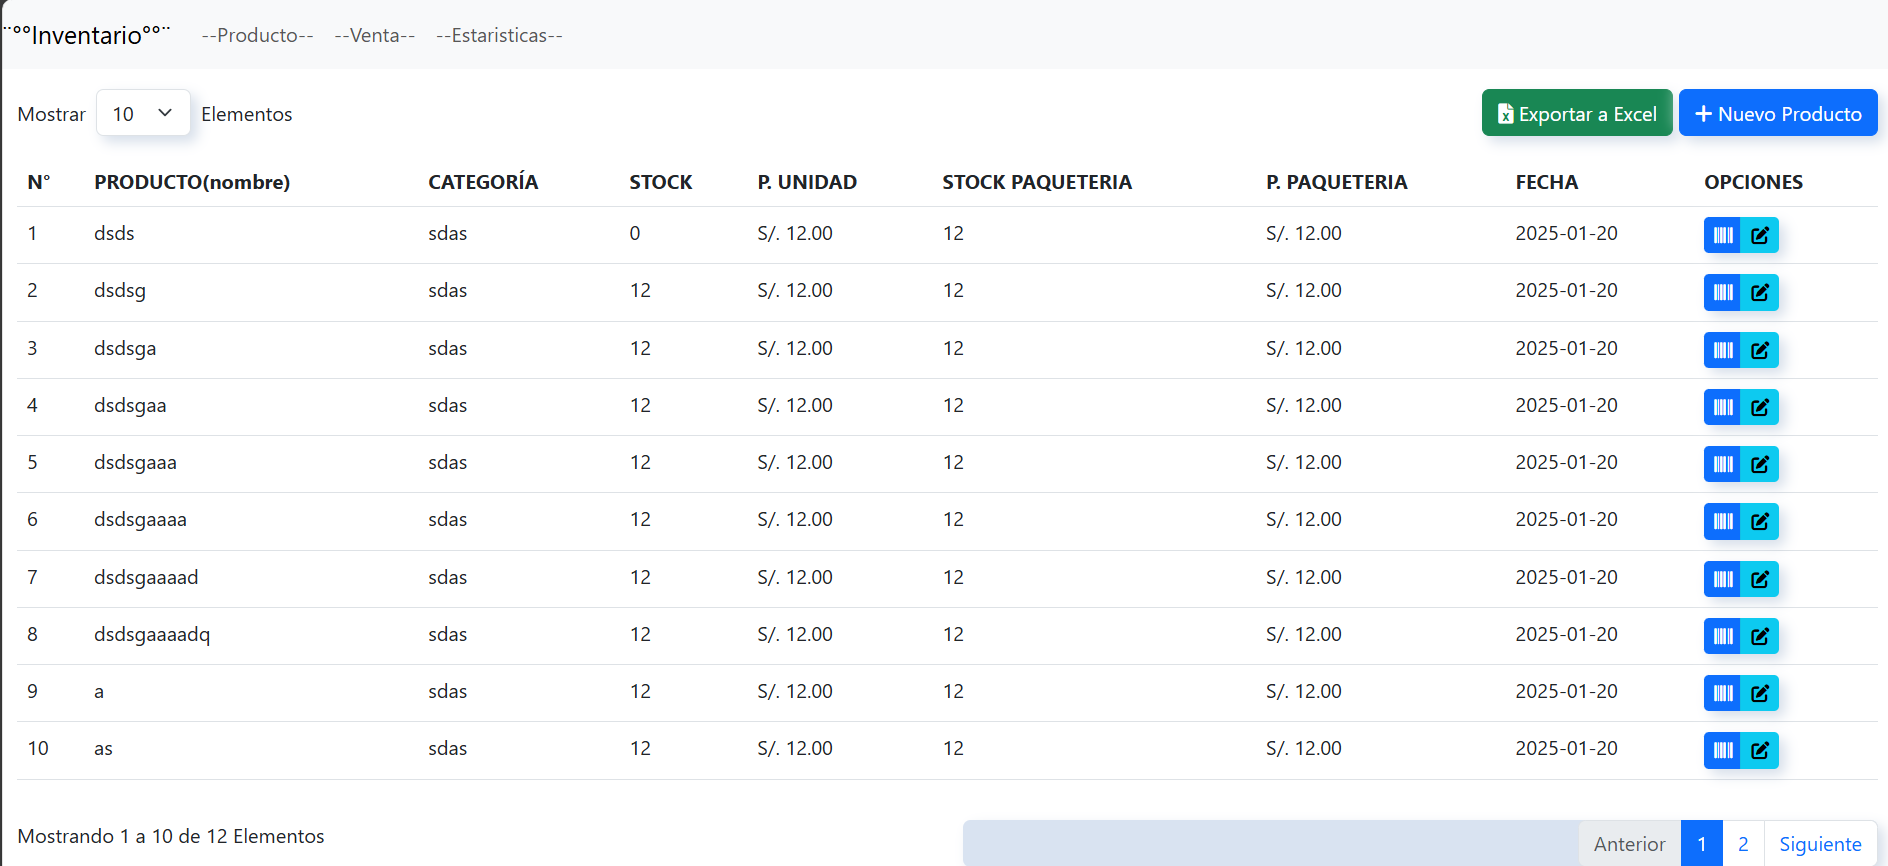 ¨°°Inventario°°¨ --Producto-- --Venta-- --Estaristicas--
Mostrar 10 Elementos Exportar a Excel Nuevo Producto
N° PRODUCTO(nombre) CATEGORÍA STOCK P. UNIDAD STOCK PAQUETERIA P. PAQUETERIA FECHA OPCIONES
1 dsds sdas 0 S/. 12.00 12 S/. 12.00 2025-01-20
2 dsdsg sdas 12 S/. 12.00 12 S/. 12.00 2025-01-20
3 dsdsga sdas 12 S/. 12.00 12 S/. 12.00 2025-01-20
4 dsdsgaa sdas 12 S/. 12.00 12 S/. 12.00 2025-01-20
5 dsdsgaaa sdas 12 S/. 12.00 12 S/. 12.00 2025-01-20
6 dsdsgaaaa sdas 12 S/. 12.00 12 S/. 12.00 2025-01-20
7 dsdsgaaaad sdas 12 S/. 12.00 12 S/. 12.00 2025-01-20
8 dsdsgaaaadq sdas 12 S/. 12.00 12 S/. 12.00 2025-01-20
9 a sdas 12 S/. 12.00 12 S/. 12.00 2025-01-20
10 as sdas 12 S/. 12.00 12 S/. 12.00 2025-01-20
Mostrando 1 a 10 de 12 Elementos Anterior 1 2 Siguiente